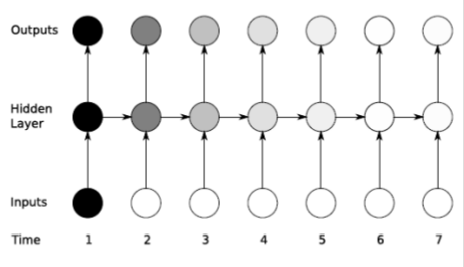 Outputs
Hidden
Layer
Inputs
Time 1 2 3 4 5 6 7